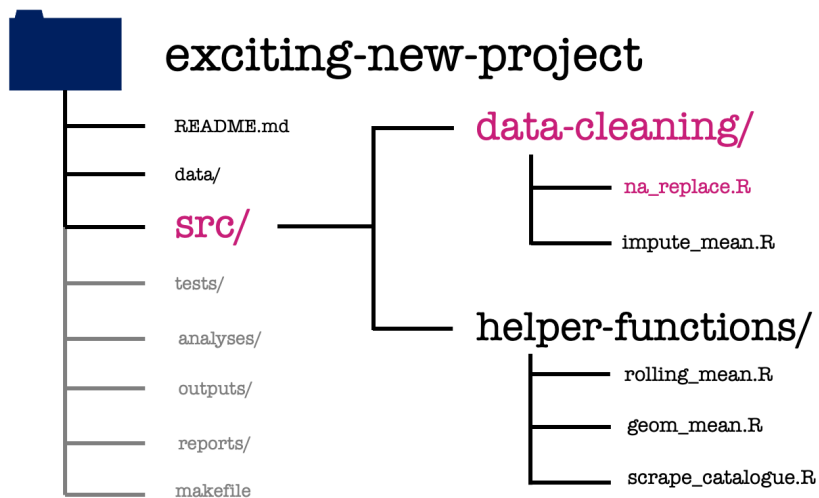 exciting-new-project
README.md
data/
src/
tests/
analyses/
outputs/
reports/
makefile
data-cleaning/
na_replace.R
impute_mean.R
helper-functions/
rolling_mean.R
geom_mean.R
scrape_catalogue.R